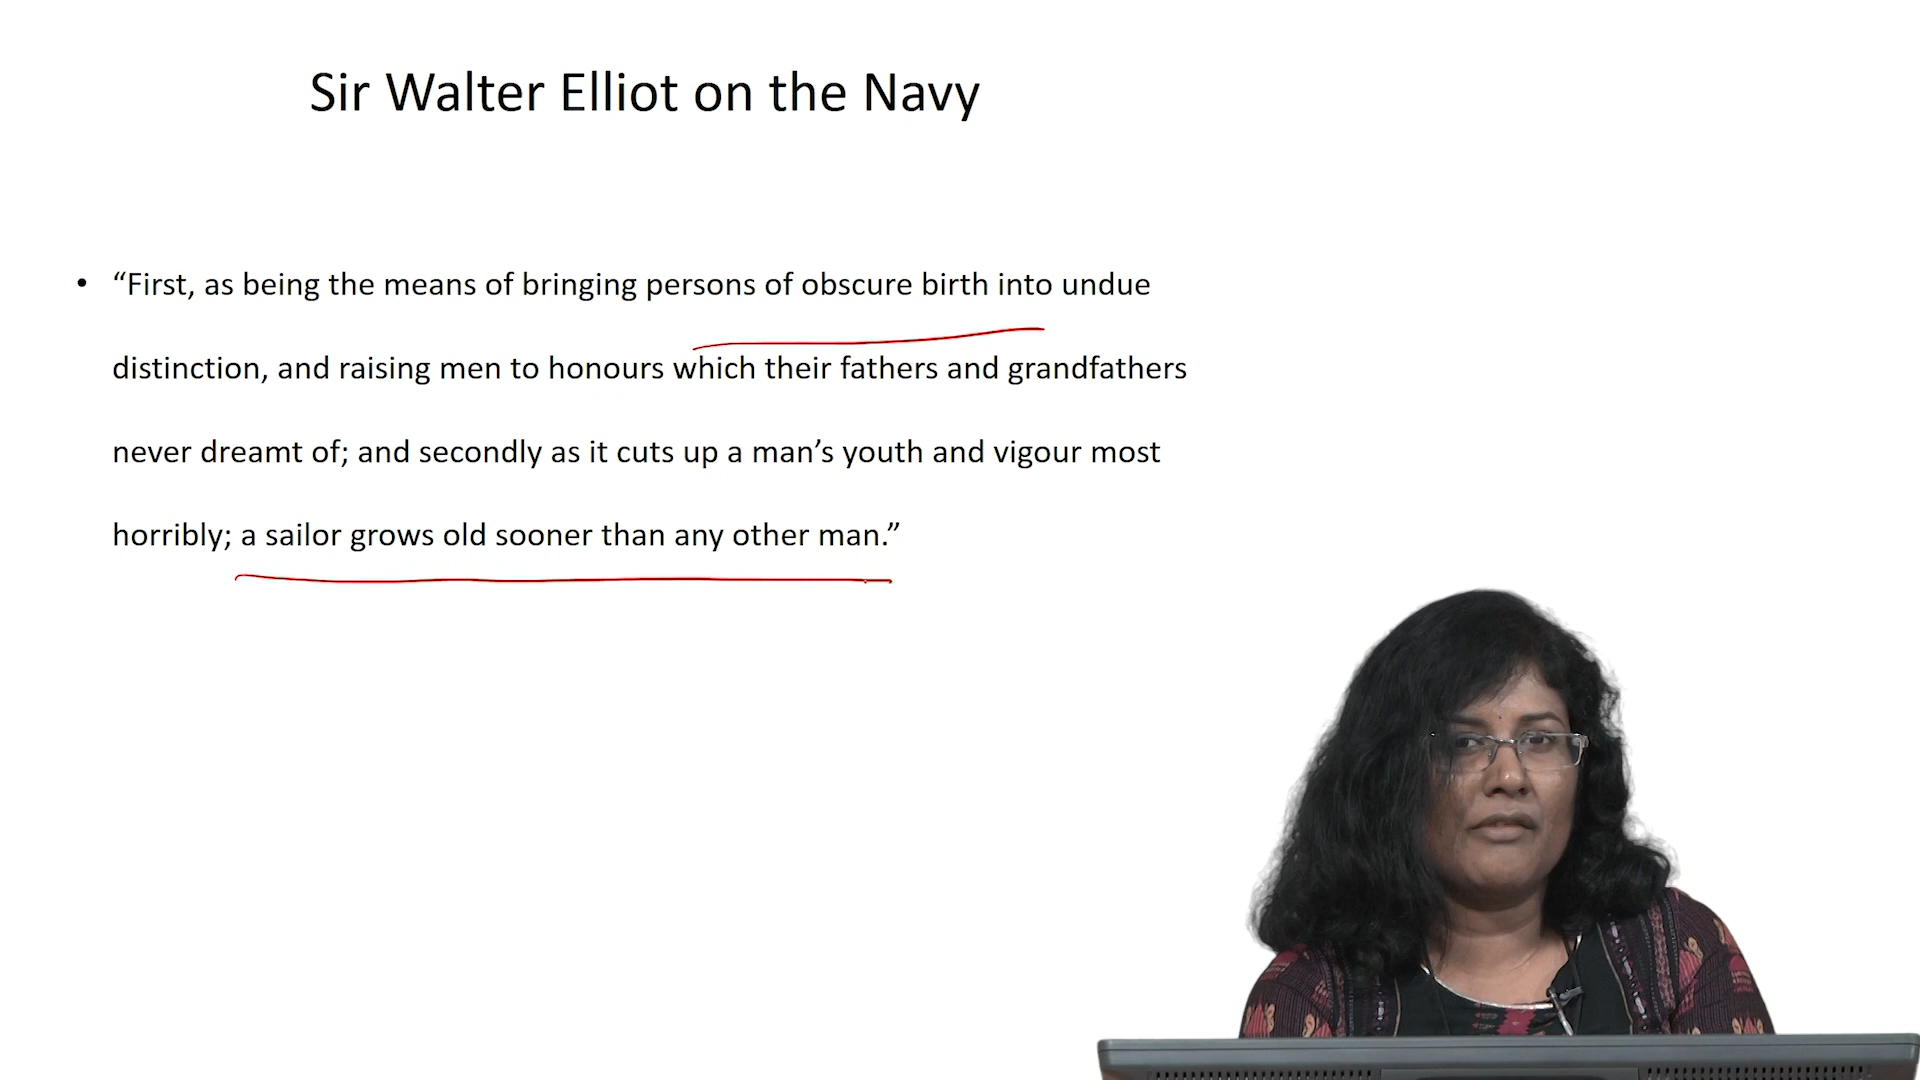 Sir Walter Elliot on the Navy
• “First, as being the means of bringing persons of obscure birth into undue
distinction, and raising men to honours which their fathers and grandfathers
never dreamt of; and secondly as it cuts up a man’s youth and vigour most
horribly; a sailor grows old sooner than any other man.”